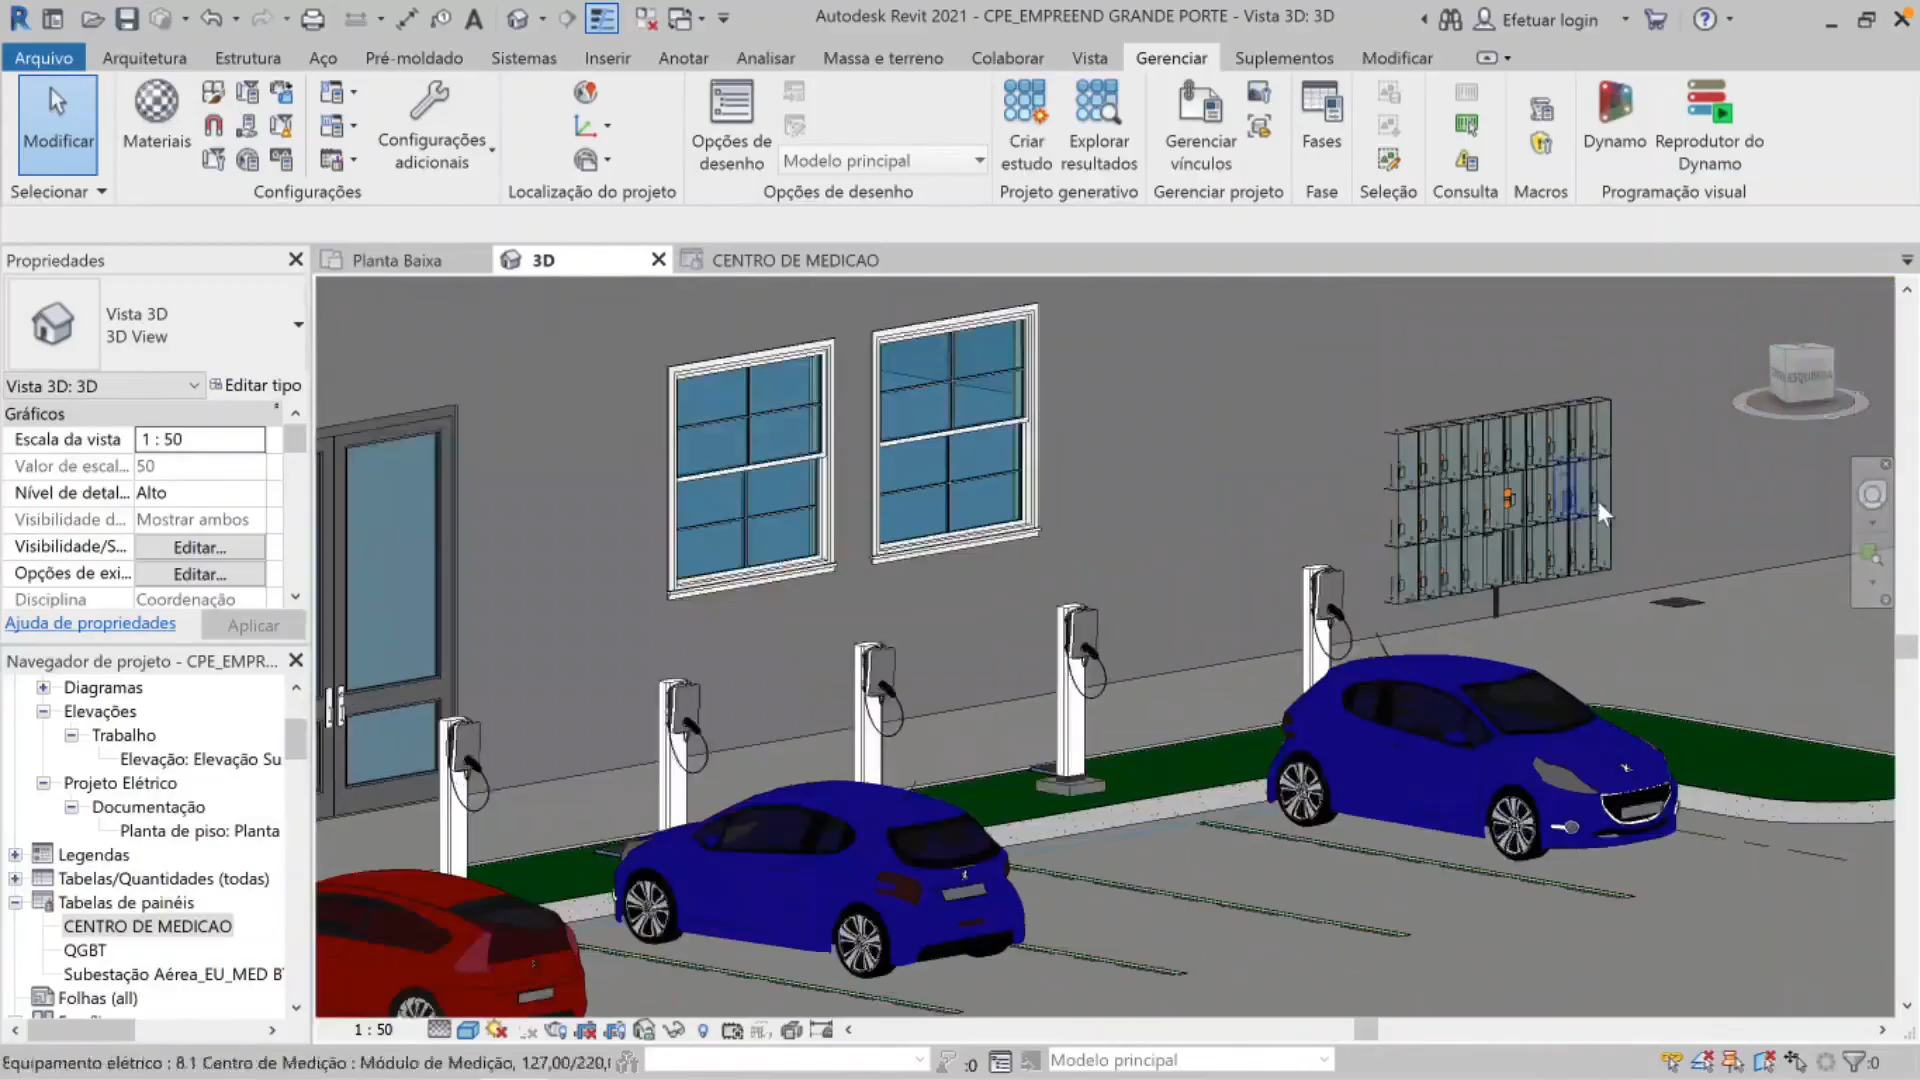 Autodesk Revit 2021 - CPE_EMPREEND GRANDE PORTE - Vista 3D: 3D
Efetuar login
Arquivo Arquitetura Estrutura Aço Pré-moldado Sistemas Inserir Anotar Analisar Massa e terreno Colaborar Vista Gerenciar Suplementos Modificar
Modificar
Materiais
Configurações adicionais
Opções de desenho
Modelo principal
Criar estudo
Explorar resultados
Gerenciar vínculos
Fases
Dynamo
Reprodutor do Dynamo
Selecionar Configurações Localização do projeto Opções de desenho Projeto generativo Gerenciar projeto Fase Seleção Consulta Macros Programação visual
Propriedades
Planta Baixa
3D
CENTRO DE MEDICAO
Vista 3D
3D View
Vista 3D: 3D
Editar tipo
Gráficos
Escala da vista 1 : 50
Valor de escal... 50
Nível de detal... Alto
Visibilidade d... Mostrar ambos
Visibilidade/S... Editar...
Opções de exi... Editar...
Disciplina Coordenação
Ajuda de propriedades
Aplicar
Navegador de projeto - CPE_EMPR...
Diagramas
Elevações
Trabalho
Elevação: Elevação Su
Projeto Elétrico
Documentação
Planta de piso: Planta
Legendas
Tabelas/Quantidades (todas)
Tabelas de painéis
CENTRO DE MEDICAO
QGBT
Subestação Aérea_EU_MED B
Folhas (all)
1 : 50
Equipamento elétrico : 8.1 Centro de Medição : Módulo de Medição, 127,00/220,
:0
Modelo principal
:0